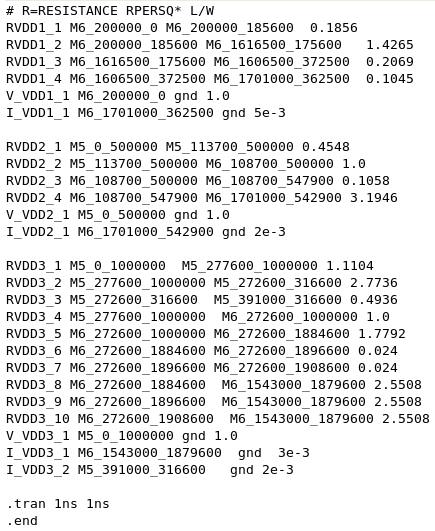 # R=RESISTANCE RPERSQ* L/W
RVDD1_1 M6_200000_0 M6_200000_185600  0.1856
RVDD1_2 M6_200000_185600 M6_1616500_175600   1.4265
RVDD1_3 M6_1616500_175600 M6_1606500_372500  0.2069
RVDD1_4 M6_1606500_372500 M6_1701000_362500  0.1045
V_VDD1_1 M6_200000_0 gnd 1.0
I_VDD1_1 M6_1701000_362500 gnd 5e-3

RVDD2_1 M5_0_500000 M5_113700_500000 0.4548
RVDD2_2 M5_113700_500000 M6_108700_500000 1.0
RVDD2_3 M6_108700_500000 M6_108700_547900 0.1058
RVDD2_4 M6_108700_547900 M6_1701000_542900 3.1946
V_VDD2_1 M5_0_500000 gnd 1.0
I_VDD2_1 M6_1701000_542900 gnd 2e-3

RVDD3_1 M5_0_1000000  M5_277600_1000000 1.1104
RVDD3_2 M5_277600_1000000 M5_272600_316600 2.7736
RVDD3_3 M5_272600_316600  M5_391000_316600 0.4936
RVDD3_4 M5_277600_1000000  M6_272600_1000000 1.0
RVDD3_5 M6_272600_1000000 M6_272600_1884600 1.7792
RVDD3_6 M6_272600_1884600 M6_272600_1896600 0.024
RVDD3_7 M6_272600_1896600 M6_272600_1908600 0.024
RVDD3_8 M6_272600_1884600  M6_1543000_1879600 2.5508
RVDD3_9 M6_272600_1896600  M6_1543000_1879600 2.5508
RVDD3_10 M6_272600_1908600  M6_1543000_1879600 2.5508
V_VDD3_1 M5_0_1000000 gnd 1.0
I_VDD3_1 M6_1543000_1879600  gnd  3e-3
I_VDD3_2 M5_391000_316600   gnd 2e-3

.tran 1ns 1ns
.end